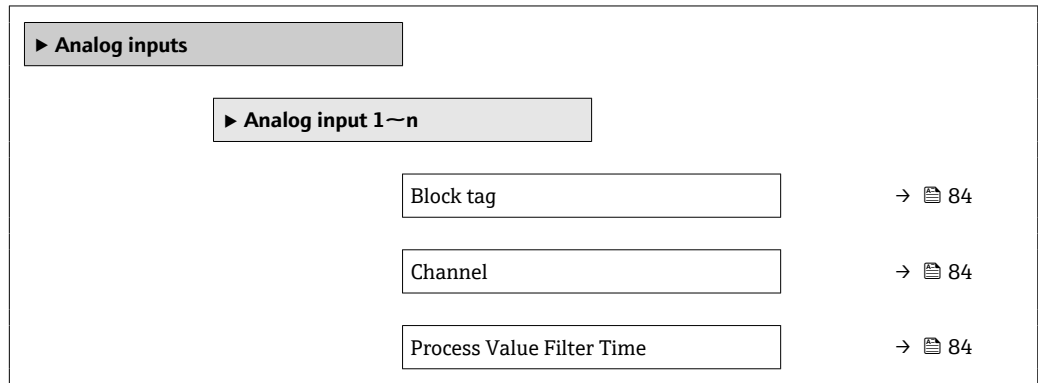 ▶ Analog inputs
▶ Analog input 1~n
Block tag → 84
Channel → 84
Process Value Filter Time → 84